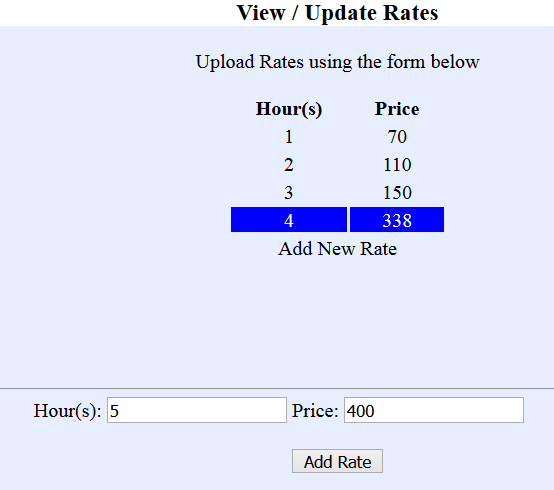 View / Update Rates
Upload Rates using the form below
Hour(s) Price
1 70
2 110
3 150
4 338
Add New Rate
Hour(s): 5 Price: 400
Add Rate